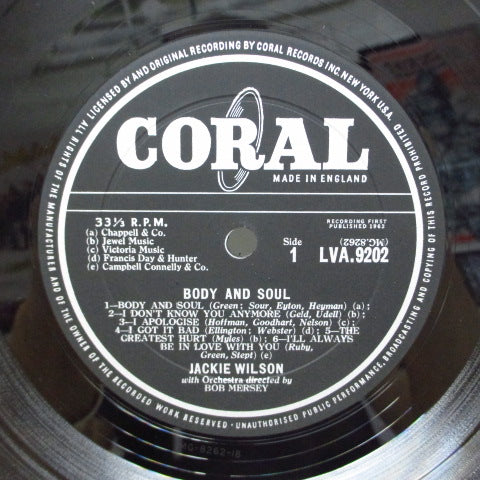 ALL RIGHTS OF THE MANUFACTURER AND OF THE OWNER OF THE RECORDED WORK RESERVED · UNAUTHORISED PUBLIC PERFORMANCE, BROADCASTING AND COPYING OF THIS RECORD PROHIBITED
LICENSED BY AND ORIGINAL RECORDING BY CORAL RECORDS INC. NEW YORK USA.
CORAL
MADE IN ENGLAND
33⅓ R.P.M.
(a) Chappell & Co.
(b) Jewel Music
(c) Victoria Music
(d) Francis Day & Hunter
(e) Campbell Connelly & Co.
RECORDING FIRST
PUBLISHED 1963
(MG.8262)
Side
1 LVA.9202
BODY AND SOUL
1—BODY AND SOUL (Green; Sour, Eyton, Heyman) (a);
2—I DON'T KNOW YOU ANYMORE (Geld, Udell) (b);
3—I APOLOGISE (Hoffman, Goodhart, Nelson) (c);
4—I GOT IT BAD (Ellington; Webster) (d); 5—THE
GREATEST HURT (Myles) (b); 6—I'LL ALWAYS
BE IN LOVE WITH YOU (Ruby,
Green, Stept) (e)
JACKIE WILSON
with Orchestra directed by
BOB MERSEY
MG-8262-1B